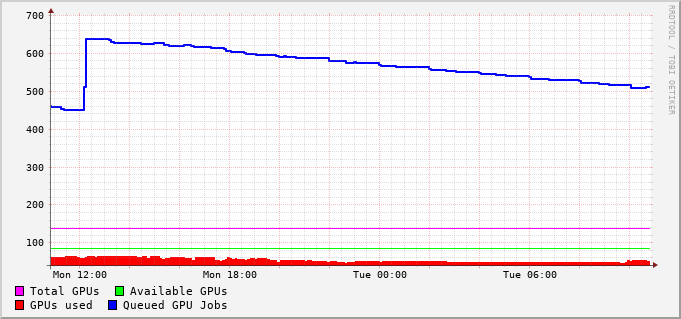 700
600
500
400
300
200
100
Mon 12:00 Mon 18:00 Tue 00:00 Tue 06:00
Total GPUs Available GPUs
GPUs used Queued GPU Jobs
RRDTOOL / TOBI OETIKER